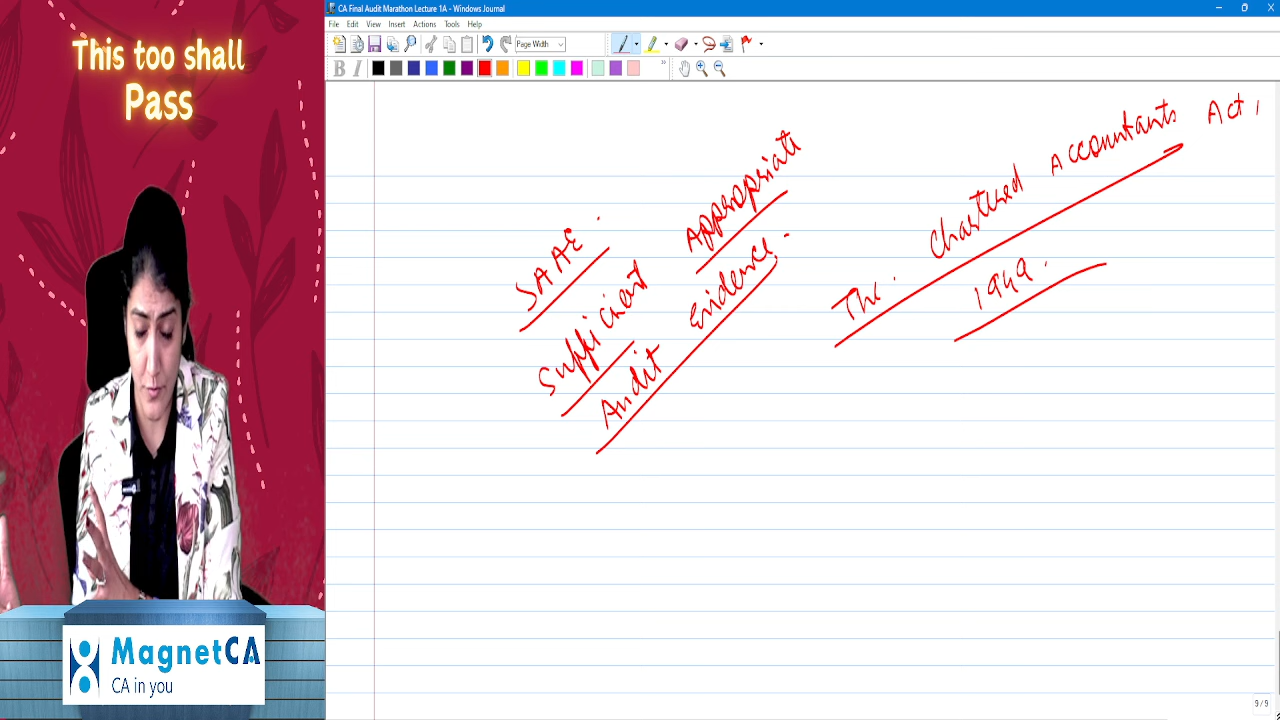 This too shall
Pass
MagnetCA
CA in you
CA Final Audit Marathon Lecture 1A - Windows Journal
File Edit View Insert Actions Tools Help
Page Width
B I
SAAE.
Sufficient Appropriate
Audit Evidence.
The. Chartered Accountants Act,
1949.
9 / 9